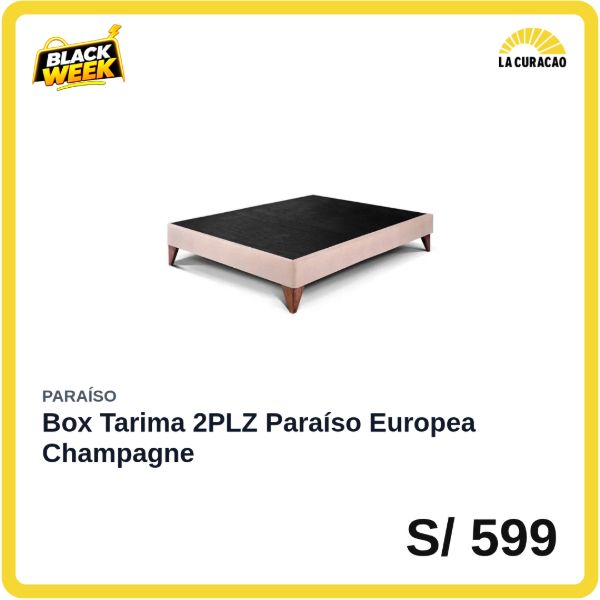 BLACK
WEEK
LA CURACAO
PARAÍSO
Box Tarima 2PLZ Paraíso Europea
Champagne
S/ 599